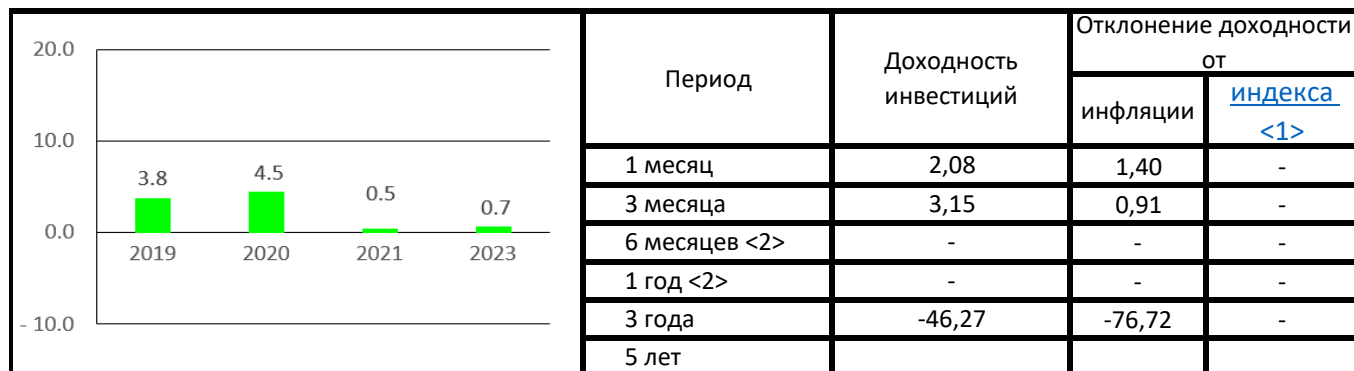 20.0
10.0
0.0
- 10.0
3.8
4.5
0.5
0.7
2019 2020 2021 2023
Период
Доходность
инвестиций
Отклонение доходности
от
инфляции
индекса
<1>
1 месяц 2,08 1,40 -
3 месяца 3,15 0,91 -
6 месяцев <2> - - -
1 год <2> - - -
3 года -46,27 -76,72 -
5 лет